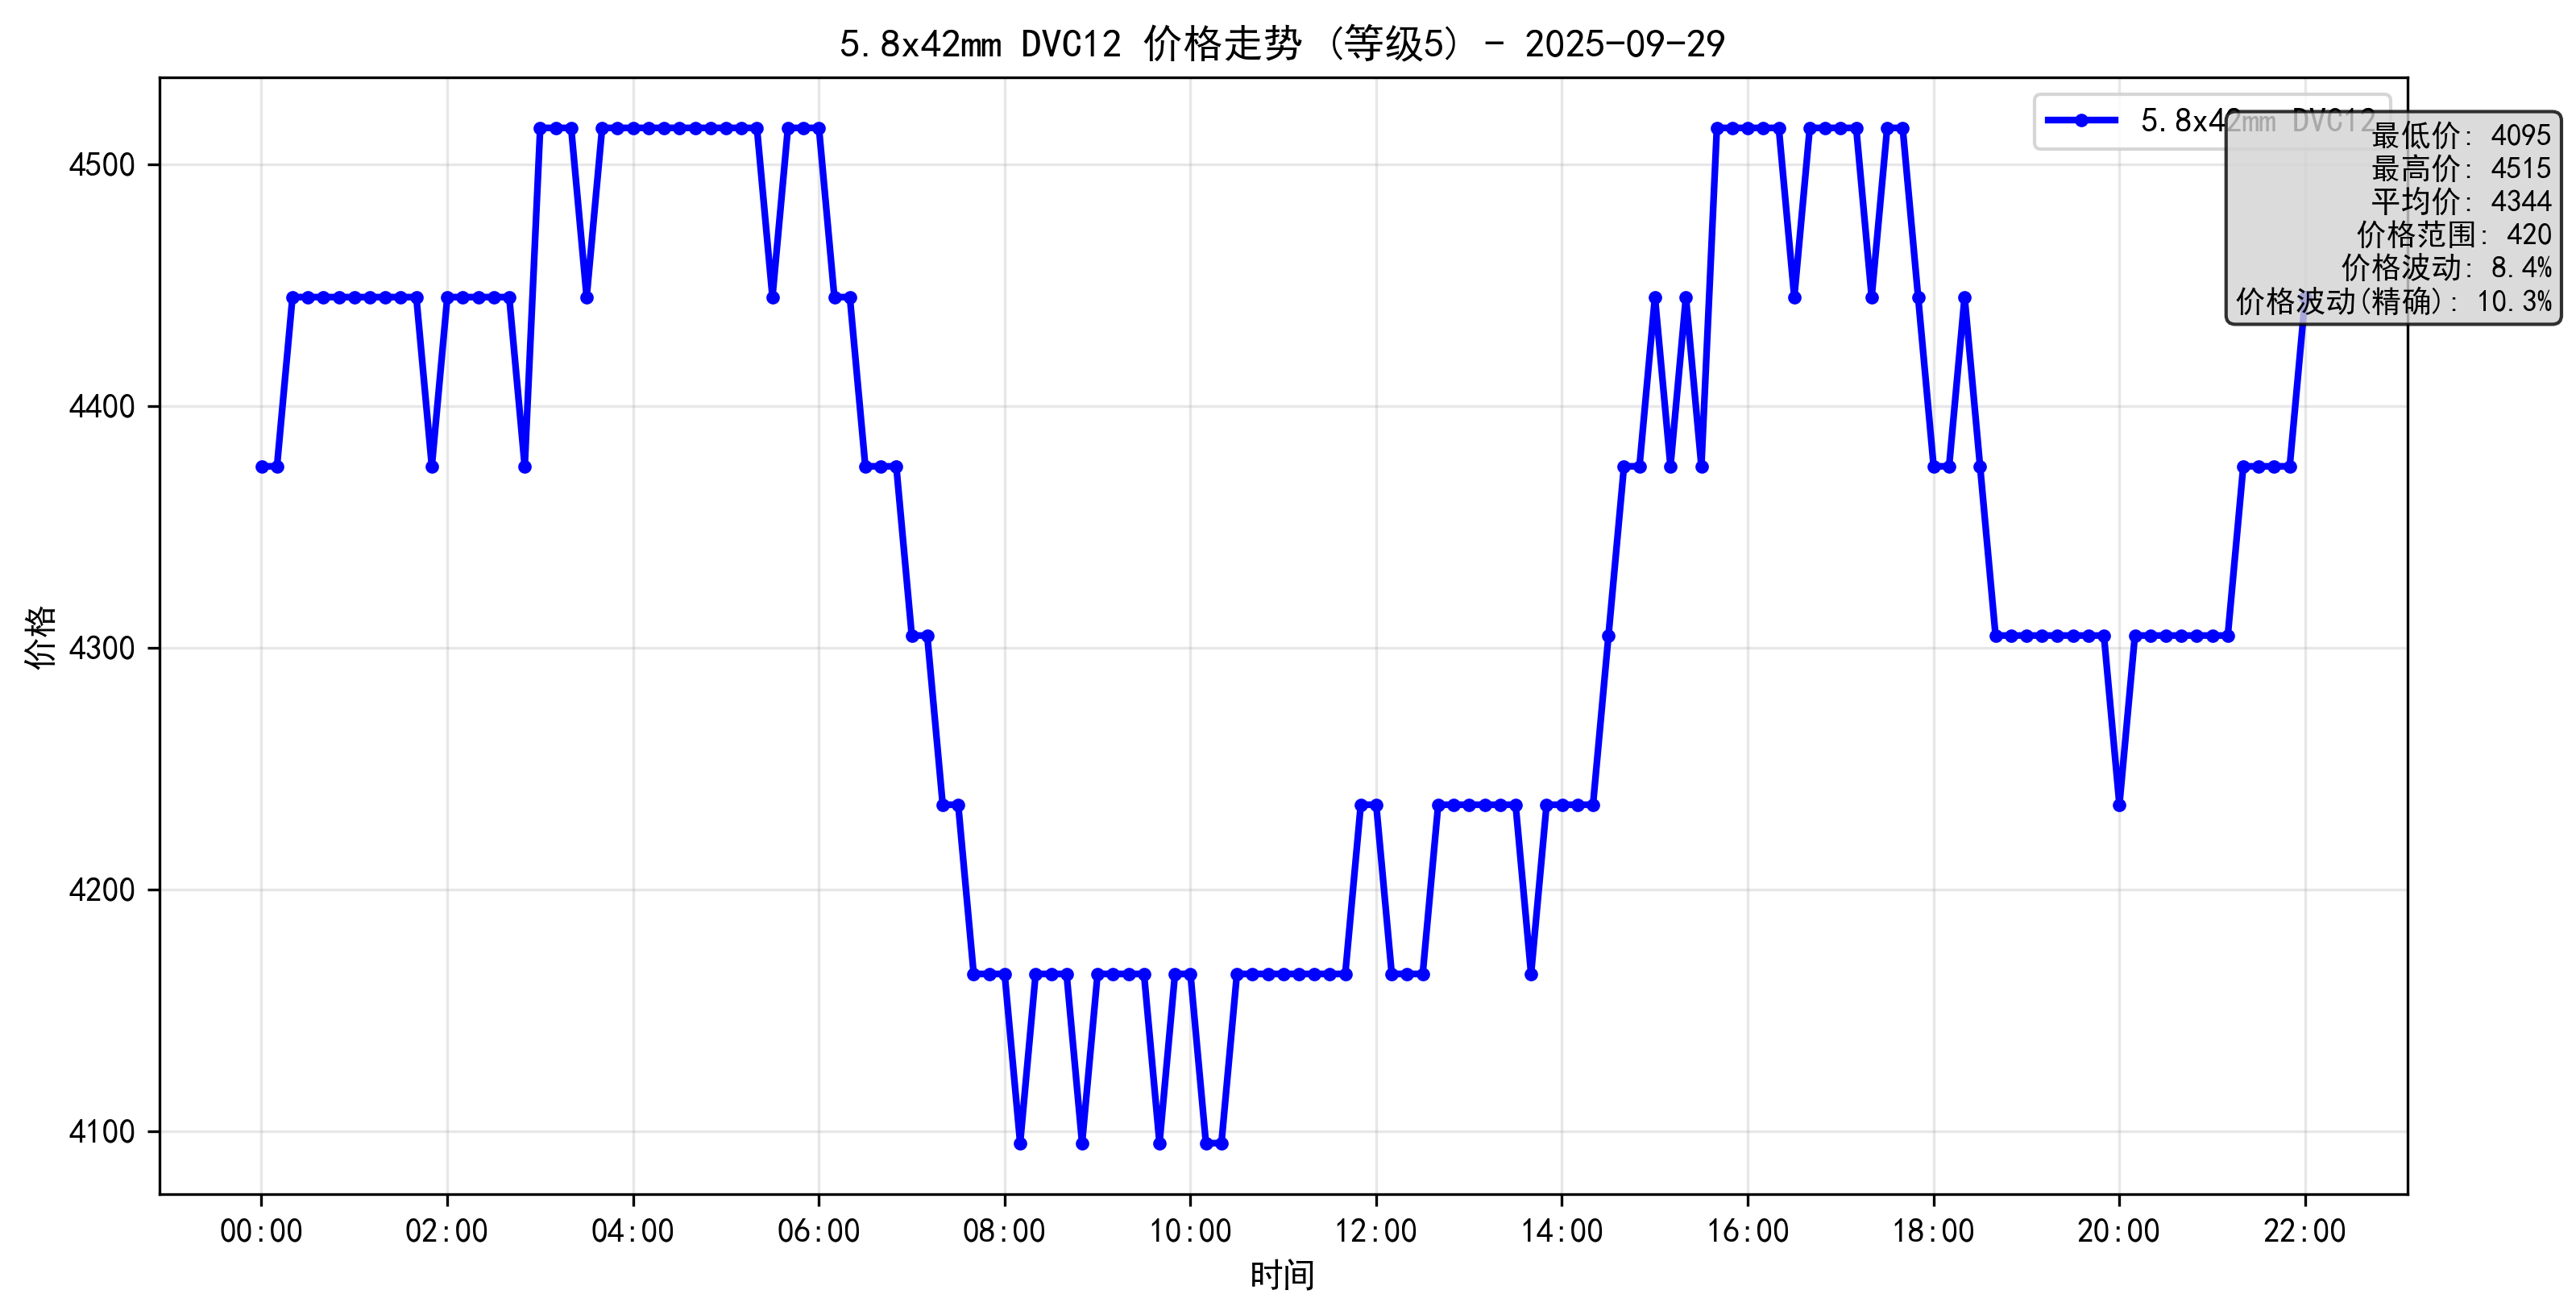 5.8x42mm DVC12 价格走势 (等级5) - 2025-09-29
5.8x42mm DVC12
最低价: 4095
最高价: 4515
平均价: 4344
价格范围: 420
价格波动: 8.4%
价格波动(精确): 10.3%
4500
4400
4300
4200
4100
价格
00:00 02:00 04:00 06:00 08:00 10:00 12:00 14:00 16:00 18:00 20:00 22:00
时间